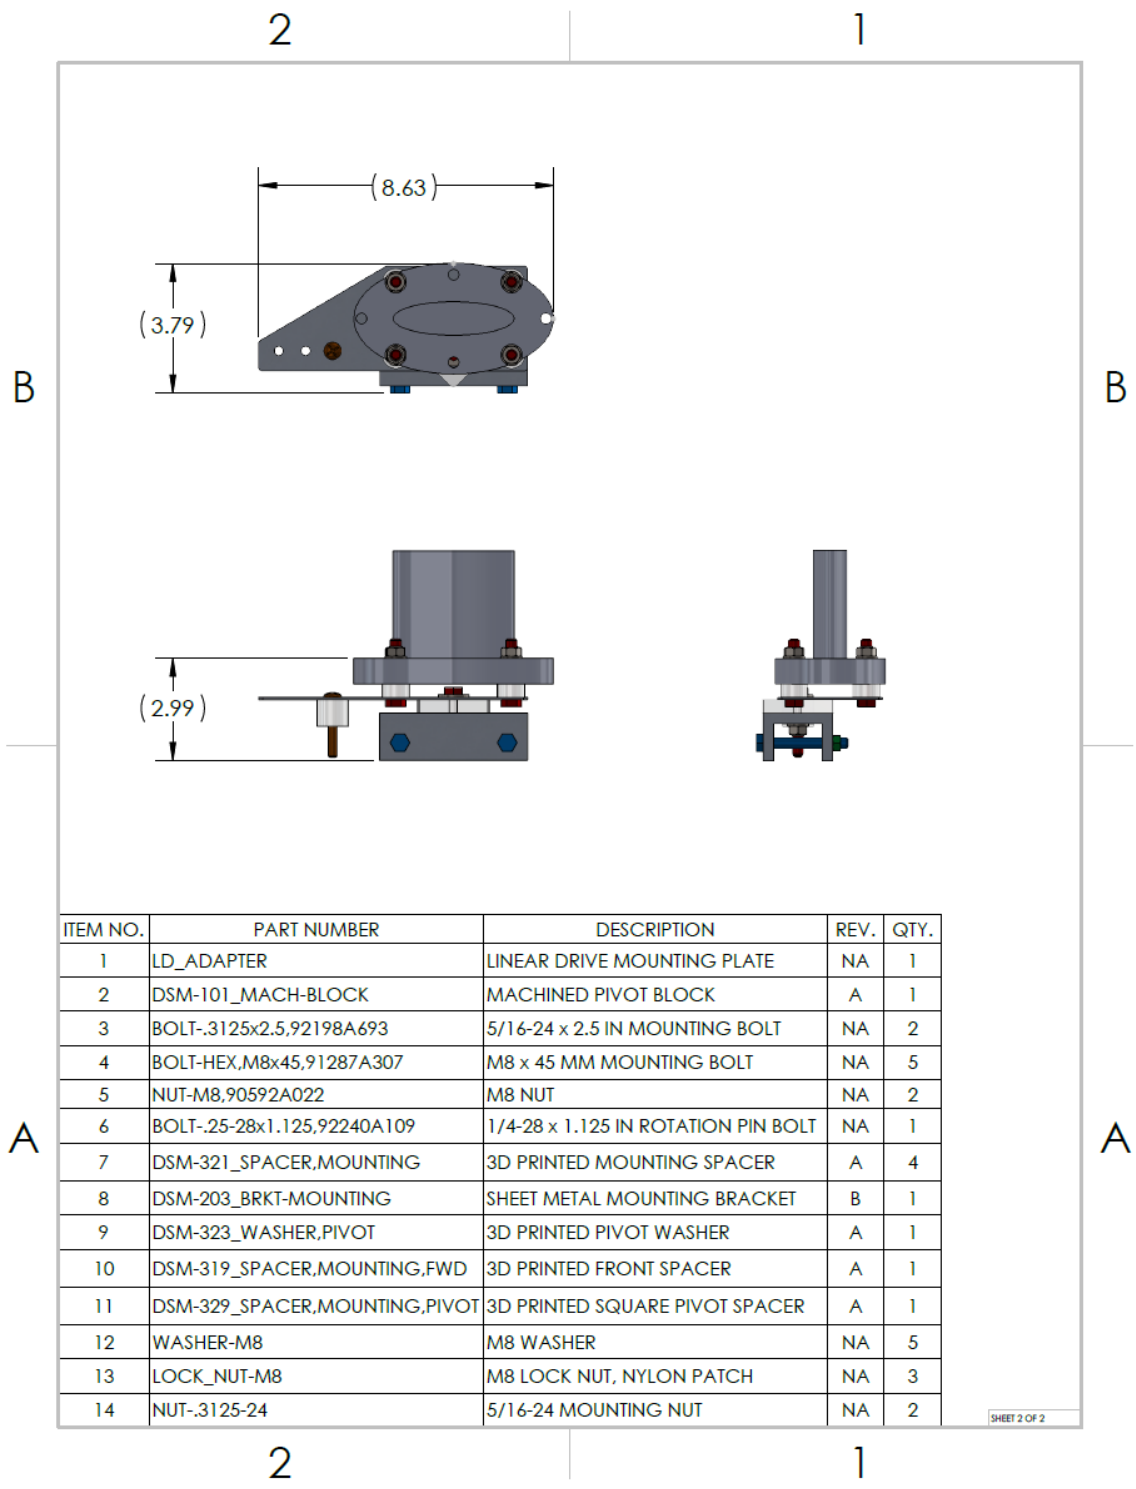 2 1
(8.63)
(3.79)
B B
(2.99)
ITEM NO. PART NUMBER DESCRIPTION REV. QTY.
1 LD_ADAPTER LINEAR DRIVE MOUNTING PLATE NA 1
2 DSM-101_MACH-BLOCK MACHINED PIVOT BLOCK A 1
3 BOLT-.3125x2.5,92198A693 5/16-24 x 2.5 IN MOUNTING BOLT NA 2
4 BOLT-HEX,M8x45,91287A307 M8 x 45 MM MOUNTING BOLT NA 5
5 NUT-M8,90592A022 M8 NUT NA 2
6 BOLT-.25-28x1.125,92240A109 1/4-28 x 1.125 IN ROTATION PIN BOLT NA 1
7 DSM-321_SPACER,MOUNTING 3D PRINTED MOUNTING SPACER A 4
8 DSM-203_BRKT-MOUNTING SHEET METAL MOUNTING BRACKET B 1
9 DSM-323_WASHER,PIVOT 3D PRINTED PIVOT WASHER A 1
10 DSM-319_SPACER,MOUNTING,FWD 3D PRINTED FRONT SPACER A 1
11 DSM-329_SPACER,MOUNTING,PIVOT 3D PRINTED SQUARE PIVOT SPACER A 1
12 WASHER-M8 M8 WASHER NA 5
13 LOCK_NUT-M8 M8 LOCK NUT, NYLON PATCH NA 3
14 NUT-.3125-24 5/16-24 MOUNTING NUT NA 2
A A
SHEET 2 OF 2
2 1